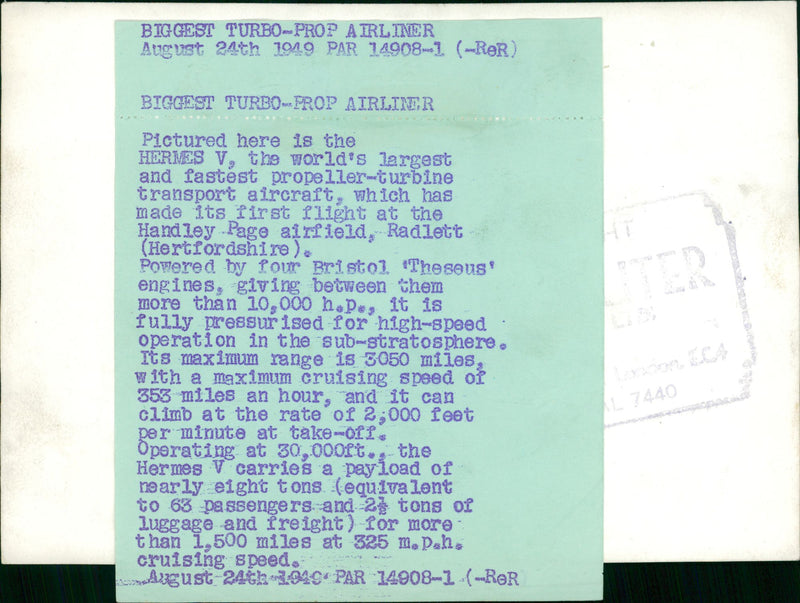 BIGGEST TURBO-PROP AIRLINER
August 24th 1949 PAR 14908-1 (-ReR)
BIGGEST TURBO-PROP AIRLINER
Pictured here is the
HERMES V, the world's largest
and fastest propeller-turbine
transport aircraft, which has
made its first flight at the
Handley Page airfield, Radlett
(Hertfordshire).
Powered by four Bristol 'Theseus'
engines, giving between them
more than 10,000 h.p., it is
fully pressurised for high-speed
operation in the sub-stratosphere.
Its maximum range is 3050 miles,
with a maximum cruising speed of
353 miles an hour, and it can
climb at the rate of 2,000 feet
per minute at take-off.
Operating at 30,000ft., the
Hermes V carries a payload of
nearly eight tons (equivalent
to 63 passengers and 2½ tons of
luggage and freight) for more
than 1,500 miles at 325 m.p.h.
cruising speed.
August 24th 1949 PAR 14908-1 (-ReR
HT
London, E.C.4
AL 7440